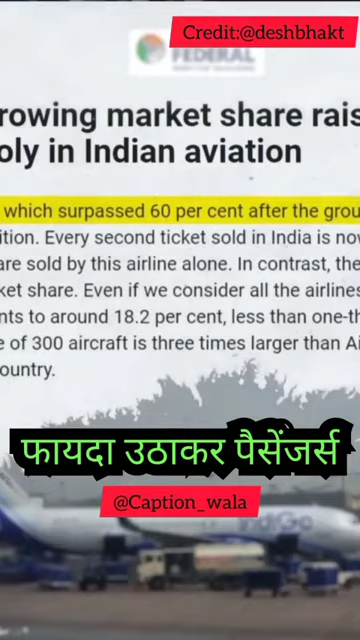 Credit:@deshbhakt
FEDERAL
rowing market share rais
oly in Indian aviation
which surpassed 60 per cent after the grou
ition. Every second ticket sold in India is now
are sold by this airline alone. In contrast, the
ket share. Even if we consider all the airlines
nts to around 18.2 per cent, less than one-th
e of 300 aircraft is three times larger than Ai
ountry.
फायदा उठाकर पैसेंजर्स
@Caption_wala
IndiGo